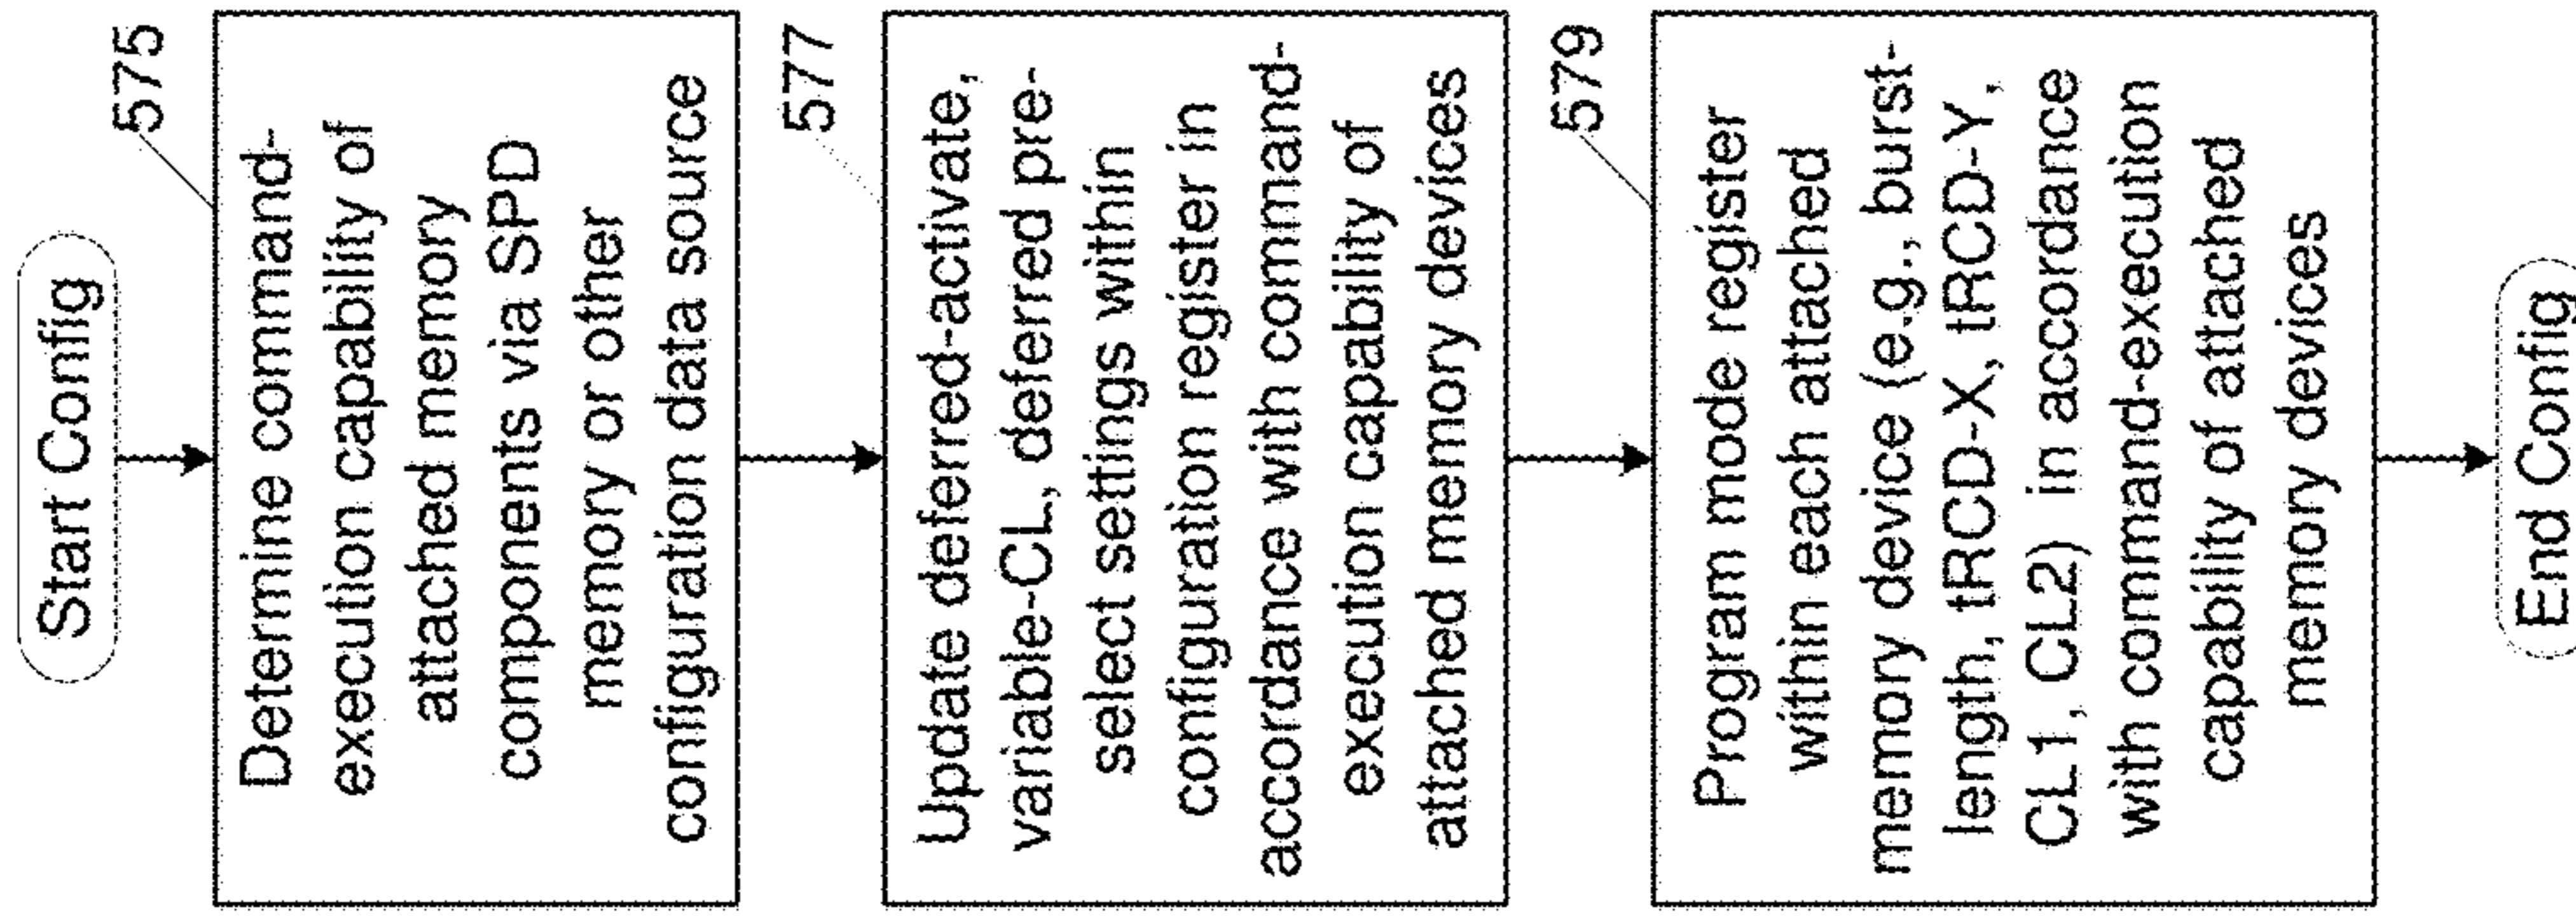 Start Config
575
Determine command-
execution capability of
attached memory
components via SPD
memory or other
configuration data source
577
Update deferred-activate,
variable-CL, deferred pre-
select settings within
configuration register in
accordance with command-
execution capability of
attached memory devices
579
Program mode register
within each attached
memory device (e.g., burst-
length, tRCD-X, tRCD-Y,
CL1, CL2) in accordance
with command-execution
capability of attached
memory devices
End Config